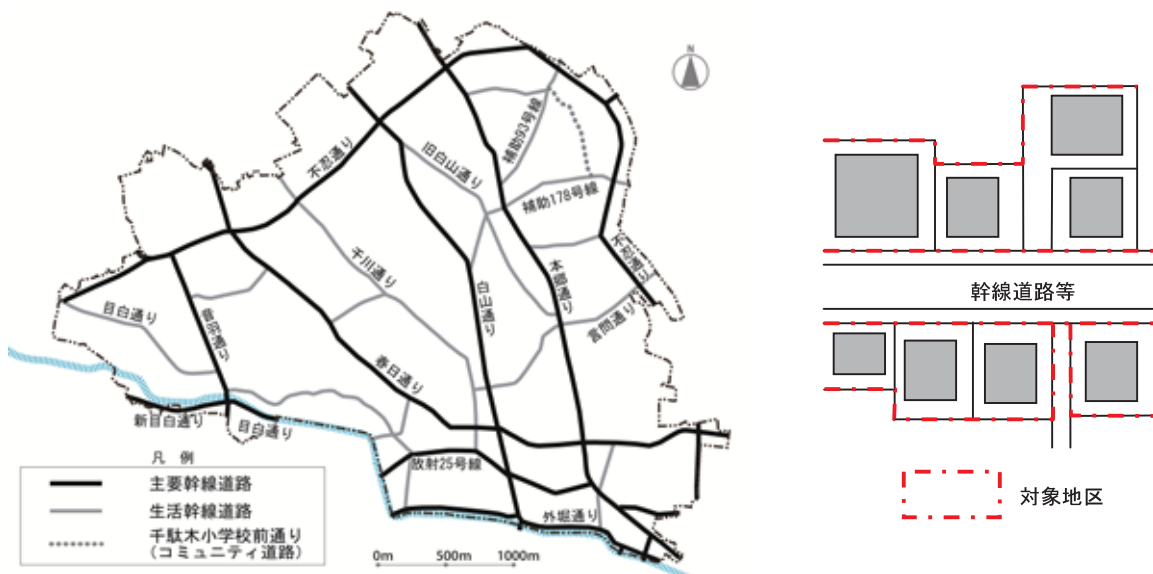 N
不忍通り
旧白山通り
補助93号線
補助178号線
千川通り
白山通り
本郷通り
不忍通り
言問通り
目白通り
音羽通り
春日通り
新目白通り
目白通り
放射25号線
外堀通り
凡 例
主要幹線道路
生活幹線道路
千駄木小学校前通り
(コミュニティ道路)
0m 500m 1000m
幹線道路等
対象地区